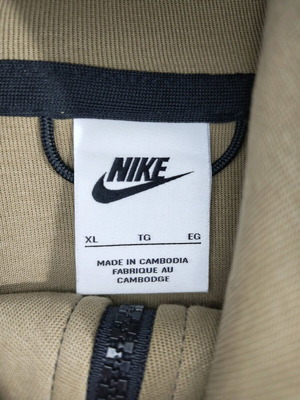 NIKE
XL TG EG
MADE IN CAMBODIA
FABRIQUE AU
CAMBODGE